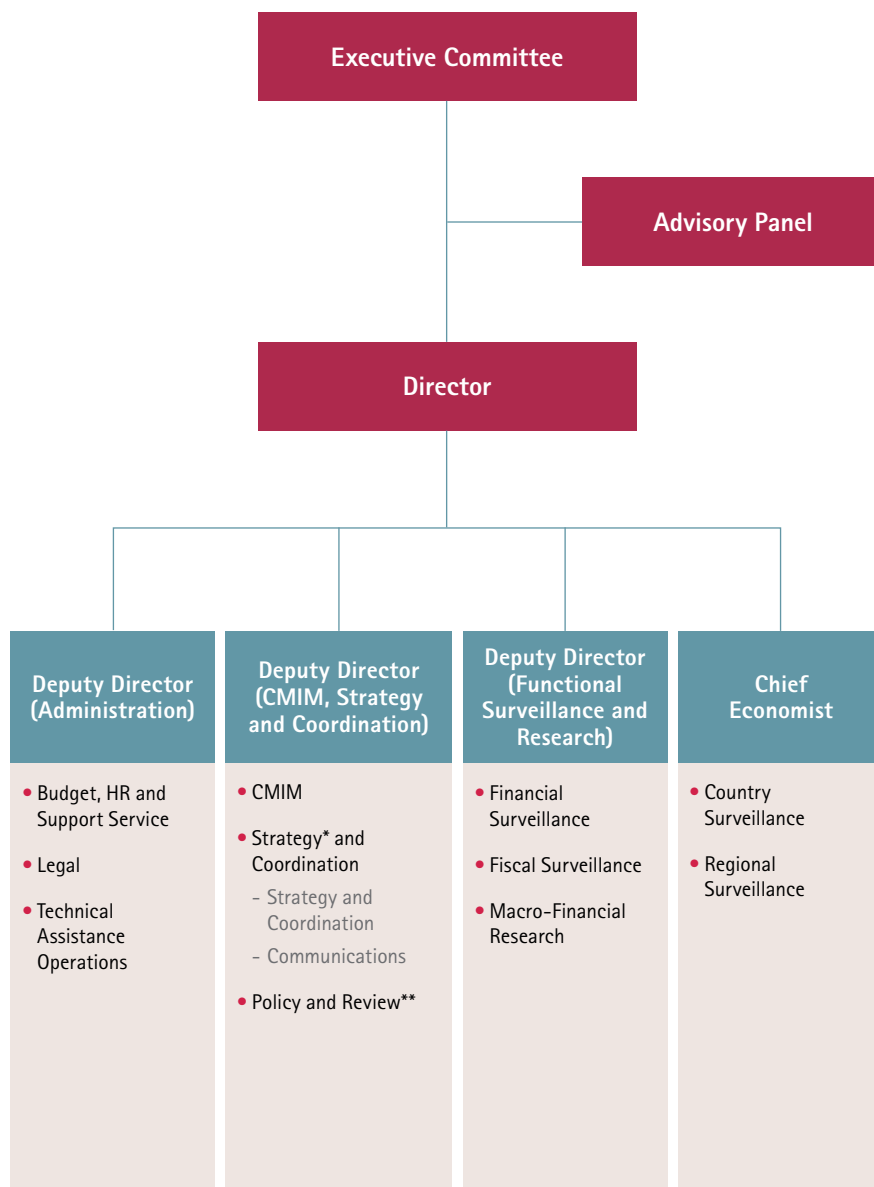 Executive Committee
Advisory Panel
Director
Deputy Director
(Administration)
• Budget, HR and
Support Service
• Legal
• Technical
Assistance
Operations
Deputy Director
(CMIM, Strategy
and Coordination)
• CMIM
• Strategy* and
Coordination
- Strategy and
Coordination
- Communications
• Policy and Review**
Deputy Director
(Functional
Surveillance and
Research)
• Financial
Surveillance
• Fiscal Surveillance
• Macro-Financial
Research
Chief
Economist
• Country
Surveillance
• Regional
Surveillance